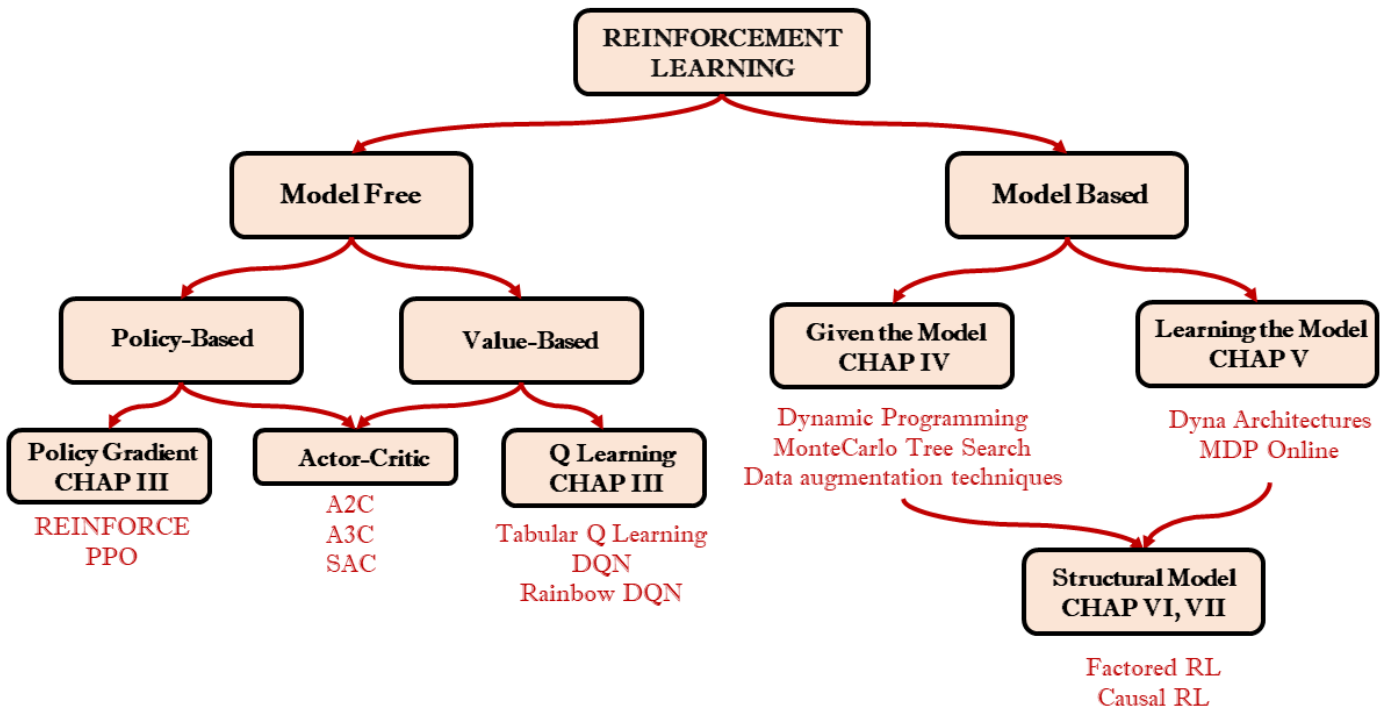 REINFORCEMENT
LEARNING
Model Free
Model Based
Policy-Based
Value-Based
Given the Model
CHAP IV
Learning the Model
CHAP V
Policy Gradient
CHAP III
Actor-Critic
Q Learning
CHAP III
Dynamic Programming
MonteCarlo Tree Search
Data augmentation techniques
Dyna Architectures
MDP Online
REINFORCE
PPO
A2C
A3C
SAC
Tabular Q Learning
DQN
Rainbow DQN
Structural Model
CHAP VI, VII
Factored RL
Causal RL